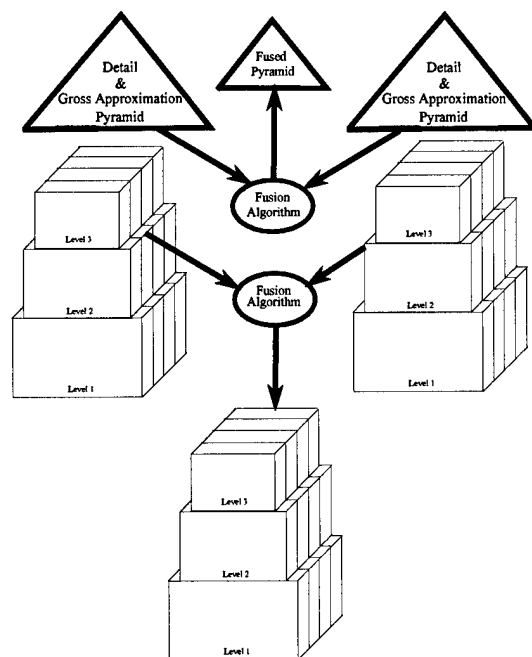 Detail
&
Gross Approximation
Pyramid
Fused
Pyramid
Detail
&
Gross Approximation
Pyramid
Fusion
Algorithm
Level 3
Level 2
Level 1
Level 3
Level 2
Level 1
Fusion
Algorithm
Level 3
Level 2
Level 1